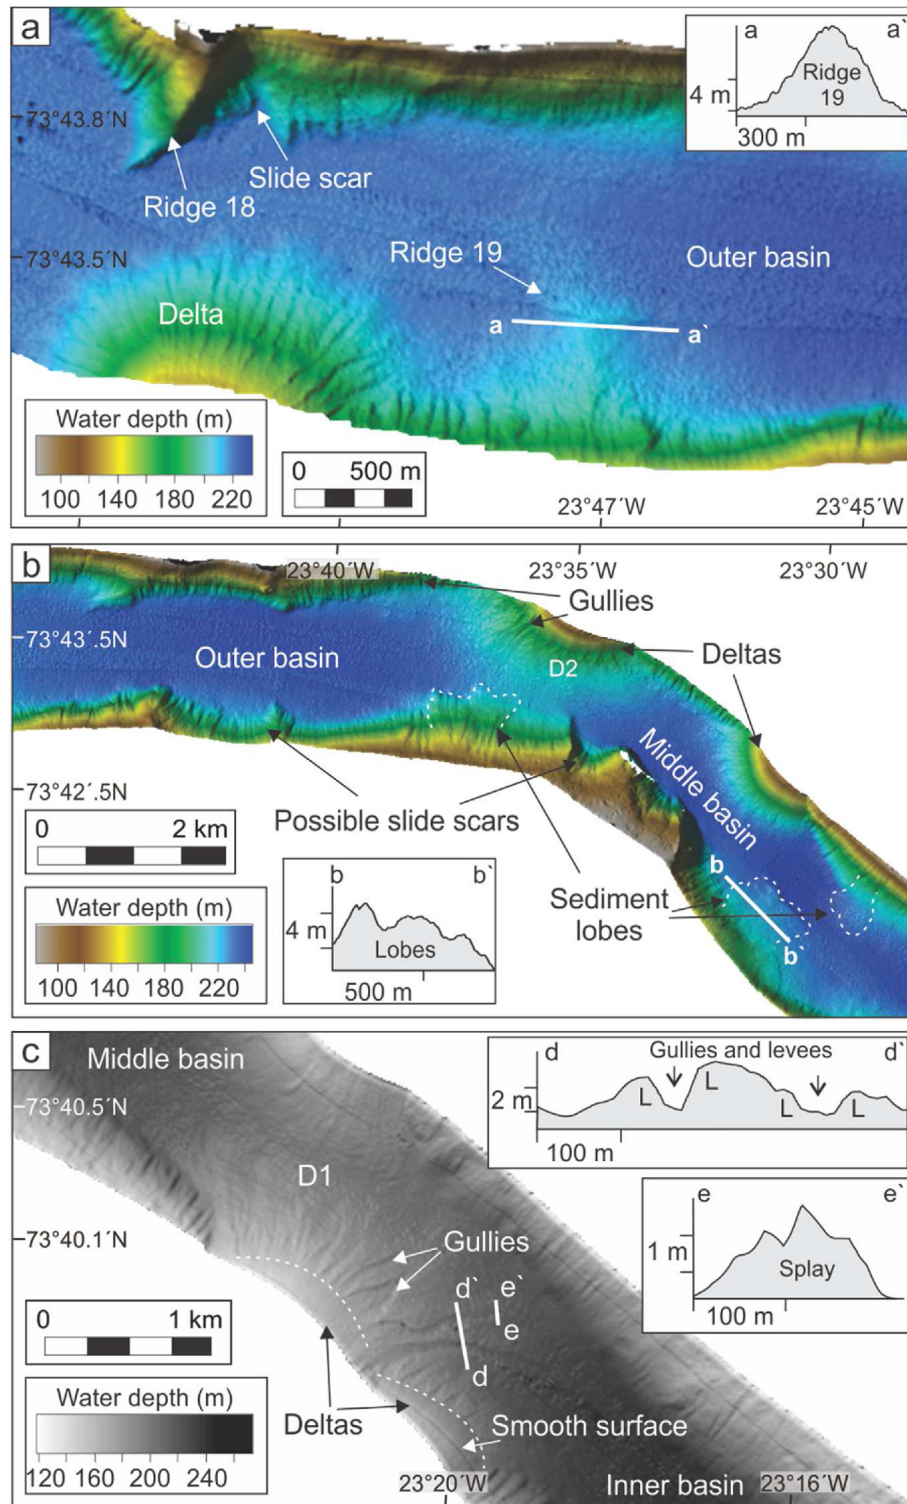 a
a a`
Ridge
19
4 m
300 m
73°43.8´N
Slide scar
Ridge 18
73°43.5´N
Ridge 19
Outer basin
Delta
a a`
Water depth (m)
100 140 180 220
0 500 m
23°47´W 23°45´W
b
23°40´W 23°35´W 23°30´W
Gullies
73°43´.5N
Outer basin
Deltas
D2
Middle basin
73°42´.5N
0 2 km
Possible slide scars
b b`
4 m
Lobes
500 m
Sediment
lobes
b
b`
Water depth (m)
100 140 180 220
c
Middle basin
73°40.5´N
d Gullies and levees d`
2 m
L L L L
100 m
D1
73°40.1´N
Gullies
e e`
1 m
Splay
100 m
d` e`
e
d
0 1 km
Water depth (m)
120 160 200 240
Deltas
Smooth surface
23°20´W
Inner basin
23°16´W